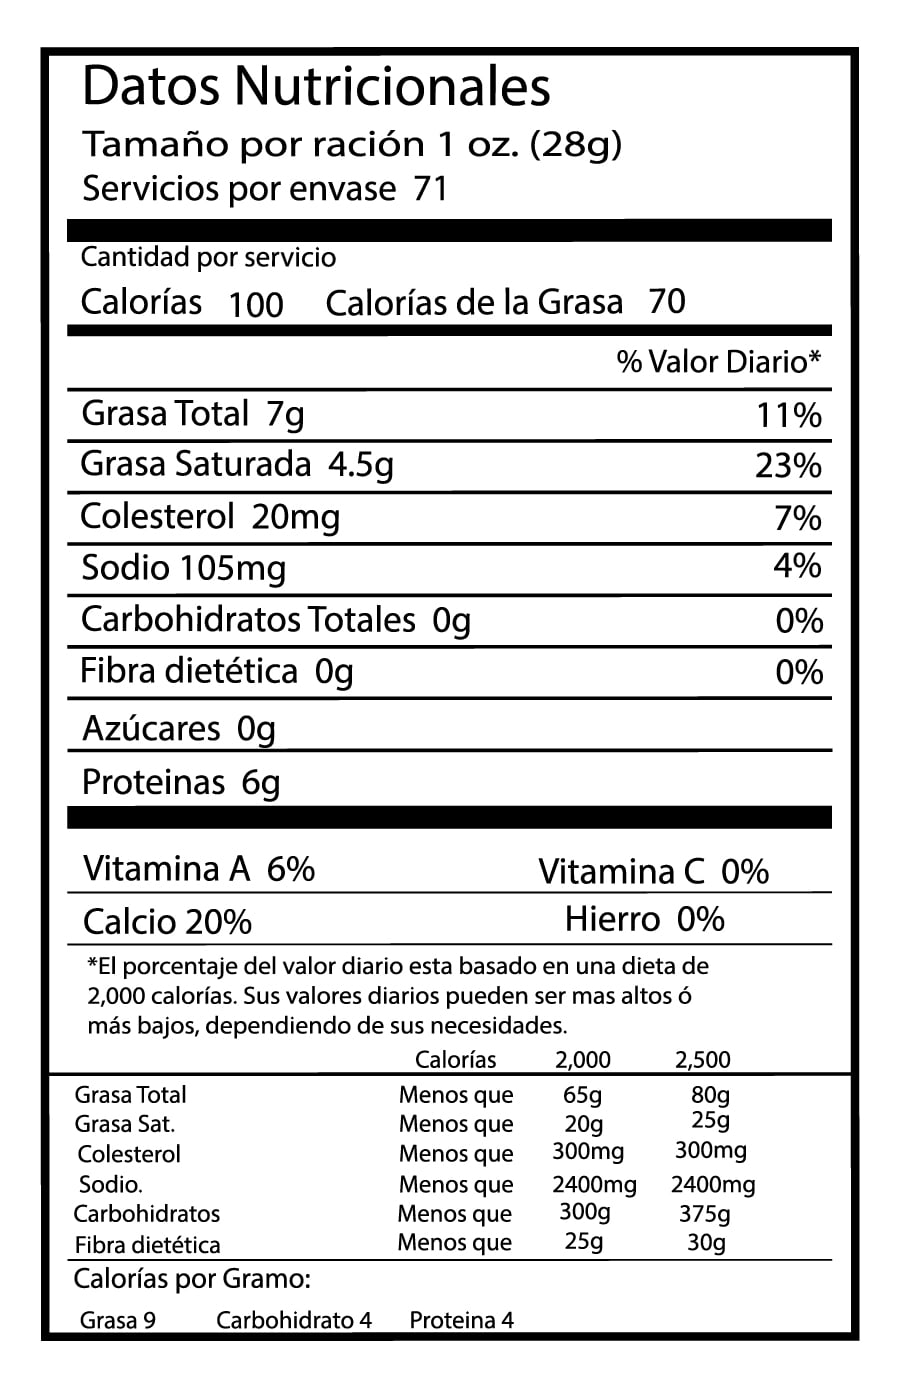 Datos Nutricionales
Tamaño por ración 1 oz. (28g)
Servicios por envase 71
Cantidad por servicio
Calorías 100 Calorías de la Grasa 70
% Valor Diario*
Grasa Total 7g 11%
Grasa Saturada 4.5g 23%
Colesterol 20mg 7%
Sodio 105mg 4%
Carbohidratos Totales 0g 0%
Fibra dietética 0g 0%
Azúcares 0g
Proteinas 6g
Vitamina A 6% Vitamina C 0%
Calcio 20% Hierro 0%
*El porcentaje del valor diario esta basado en una dieta de
2,000 calorías. Sus valores diarios pueden ser mas altos ó
más bajos, dependiendo de sus necesidades.
Calorías 2,000 2,500
Grasa Total Menos que 65g 80g
Grasa Sat. Menos que 20g 25g
Colesterol Menos que 300mg 300mg
Sodio. Menos que 2400mg 2400mg
Carbohidratos Menos que 300g 375g
Fibra dietética Menos que 25g 30g
Calorías por Gramo:
Grasa 9 Carbohidrato 4 Proteina 4